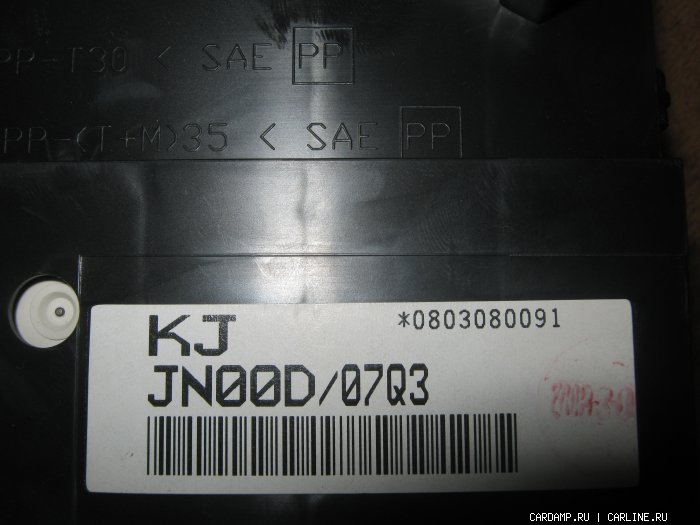 PP-T30 < SAE PP
PP-(T+M)35 < SAE PP
KJ
*0803080091
JN00D/07Q3
CARDAMP.RU | CARLINE.RU